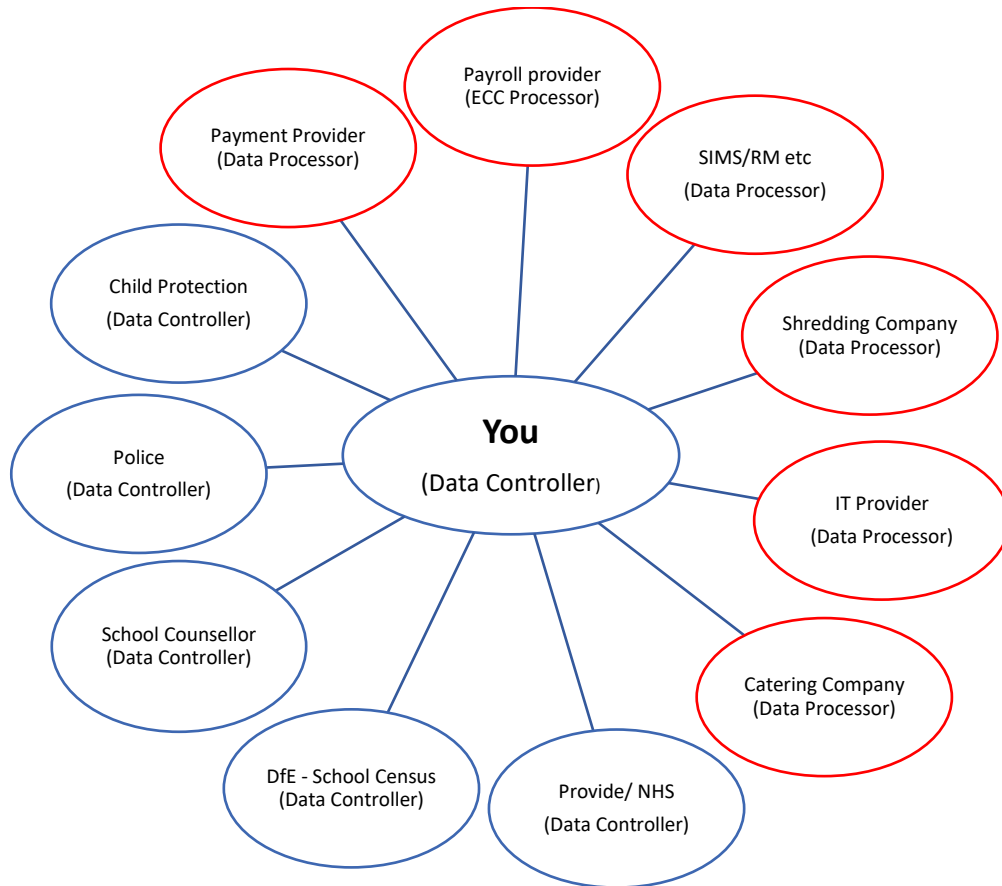 Payroll provider
(ECC Processor)
Payment Provider
(Data Processor)
SIMS/RM etc
(Data Processor)
Child Protection
(Data Controller)
Shredding Company
(Data Processor)
You
(Data Controller)
Police
(Data Controller)
IT Provider
(Data Processor)
School Counsellor
(Data Controller)
Catering Company
(Data Processor)
DfE - School Census
(Data Controller)
Provide/ NHS
(Data Controller)